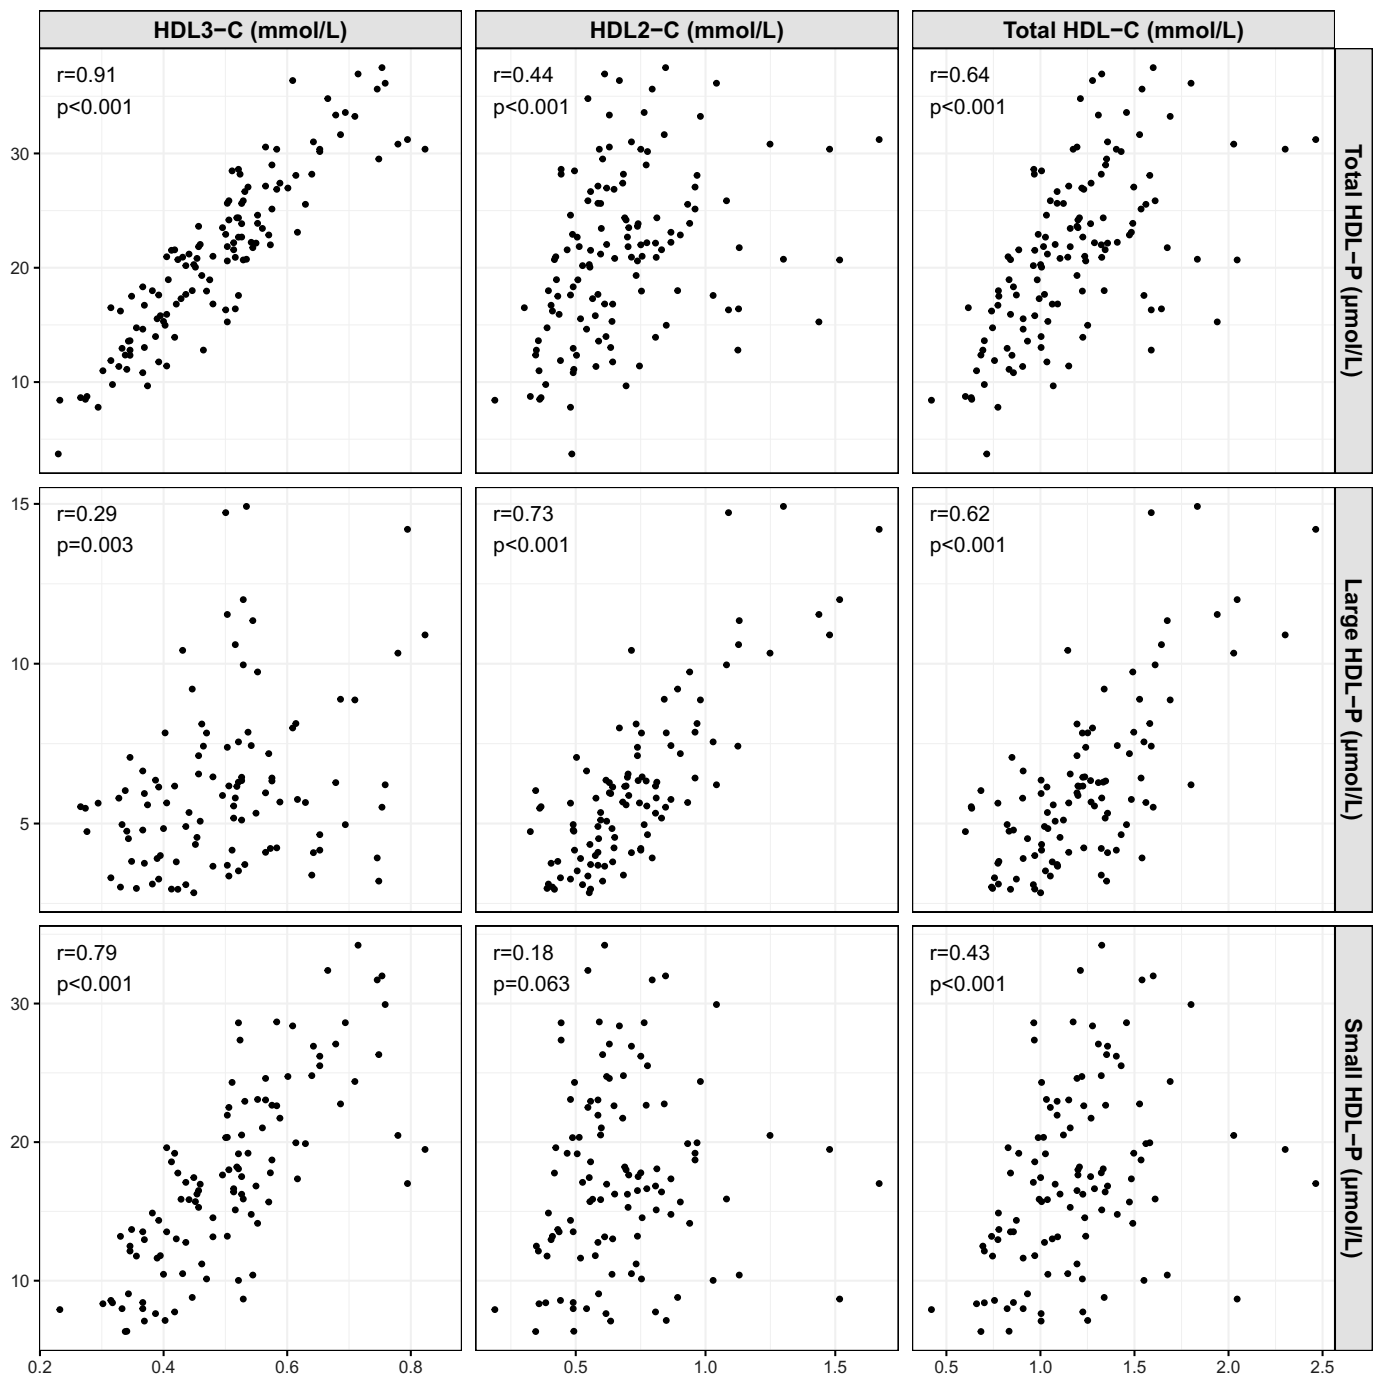 HDL3−C (mmol/L)
HDL2−C (mmol/L)
Total HDL−C (mmol/L)
r=0.91
p<0.001
r=0.44
p<0.001
r=0.64
p<0.001
30
20
10
Total HDL−P (μmol/L)
r=0.29
p=0.003
r=0.73
p<0.001
r=0.62
p<0.001
15
10
5
Large HDL−P (μmol/L)
r=0.79
p<0.001
r=0.18
p=0.063
r=0.43
p<0.001
30
20
10
Small HDL−P (μmol/L)
0.2 0.4 0.6 0.8
0.5 1.0 1.5
0.5 1.0 1.5 2.0 2.5